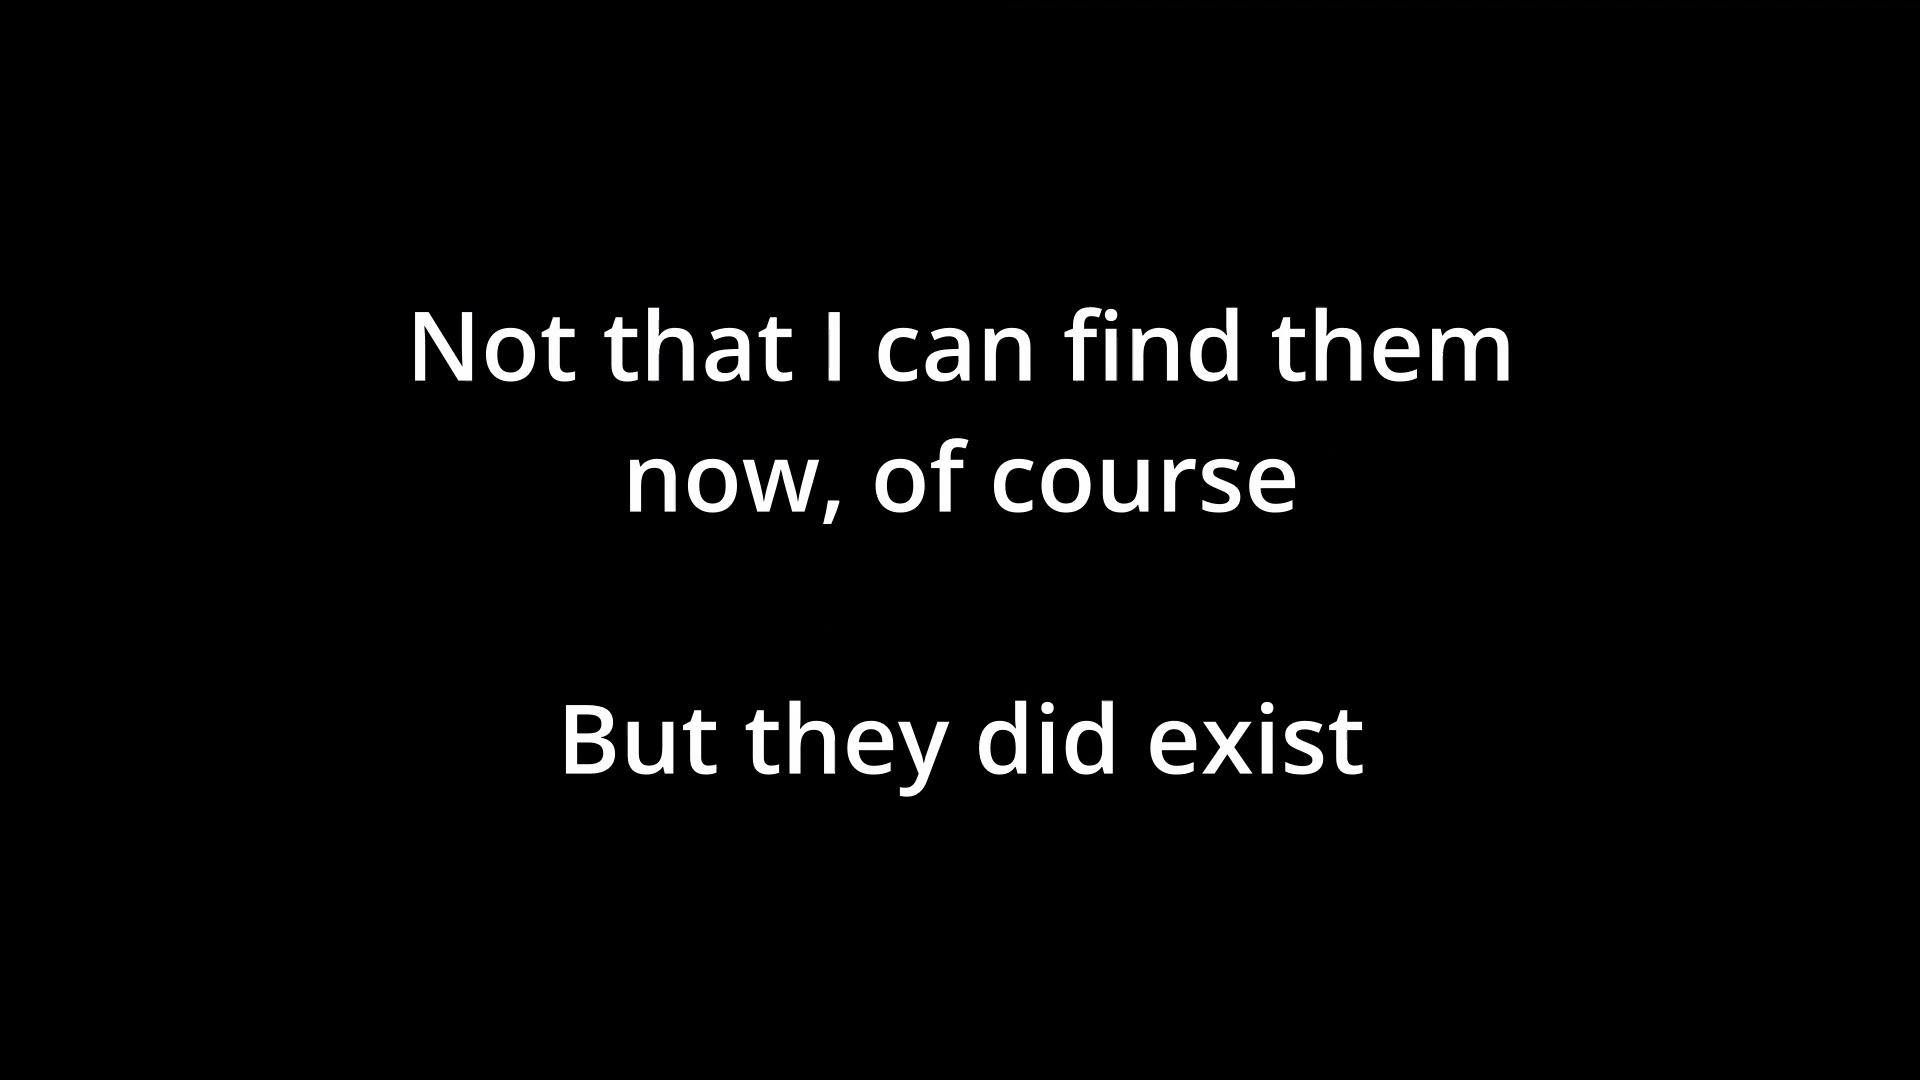 Not that I can find them
now, of course
But they did exist